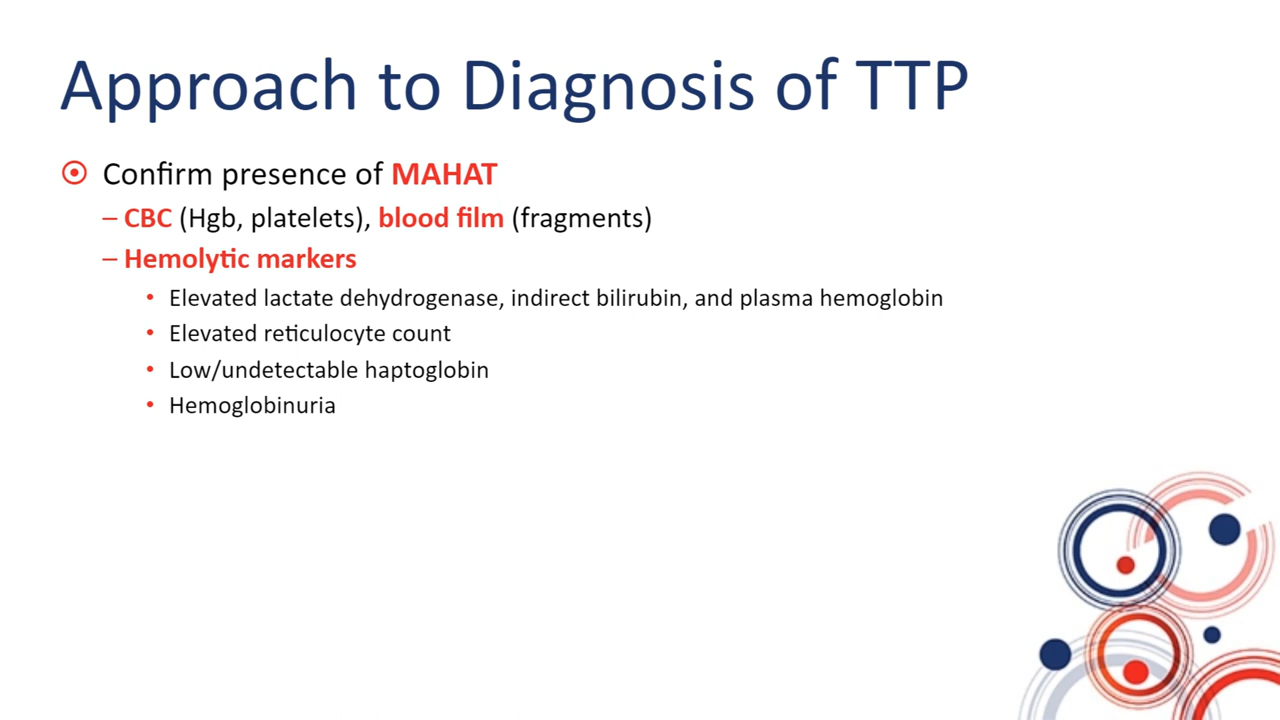 Approach to Diagnosis of TTP
Confirm presence of MAHAT
– CBC (Hgb, platelets), blood film (fragments)
– Hemolytic markers
• Elevated lactate dehydrogenase, indirect bilirubin, and plasma hemoglobin
• Elevated reticulocyte count
• Low/undetectable haptoglobin
• Hemoglobinuria